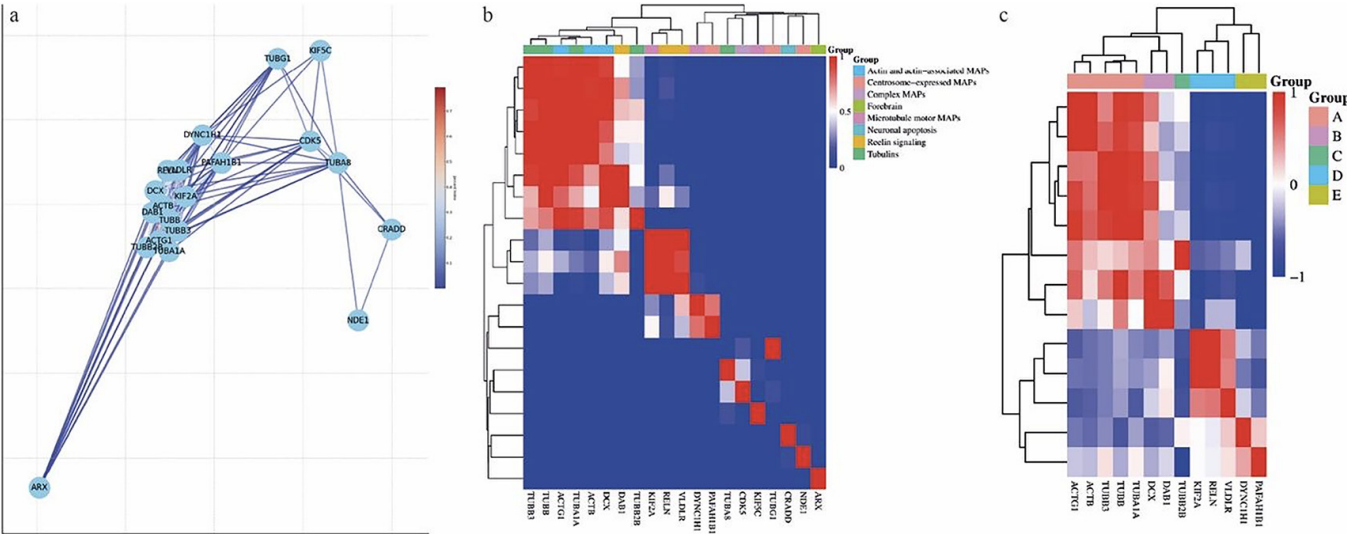 a
TUBG1
KIF5C
DYNC1H1
CDK5
PAFAH1B1
TUBA8
VLDLR
DCX
KIF2A
ACTB
DAB1
TUBB
TUBB3
ACTG1
TUBB2B
TUBA1A
CRADD
NDE1
ARX
b
Group
1
0.5
0
Group
Actin and actin-associated MAPs
Centrosome-expressed MAPs
Complex MAPs
Forebrain
Microtubule motor MAPs
Neuronal apoptosis
Reelin signaling
Tubulins
TUBB3
TUBB
ACTG1
TUBA1A
ACTB
DCX
DAB1
TUBB2B
KIF2A
RELN
VLDLR
DYNC1H1
PAFAH1B1
TUBA8
CDK5
KIF5C
TUBG1
CRADD
NDE1
ARX
c
Group
1
0
−1
Group
A
B
C
D
E
ACTG1
ACTB
TUBB3
TUBB
TUBA1A
DCX
DAB1
TUBB2B
KIF2A
RELN
VLDLR
DYNC1H1
PAFAH1B1